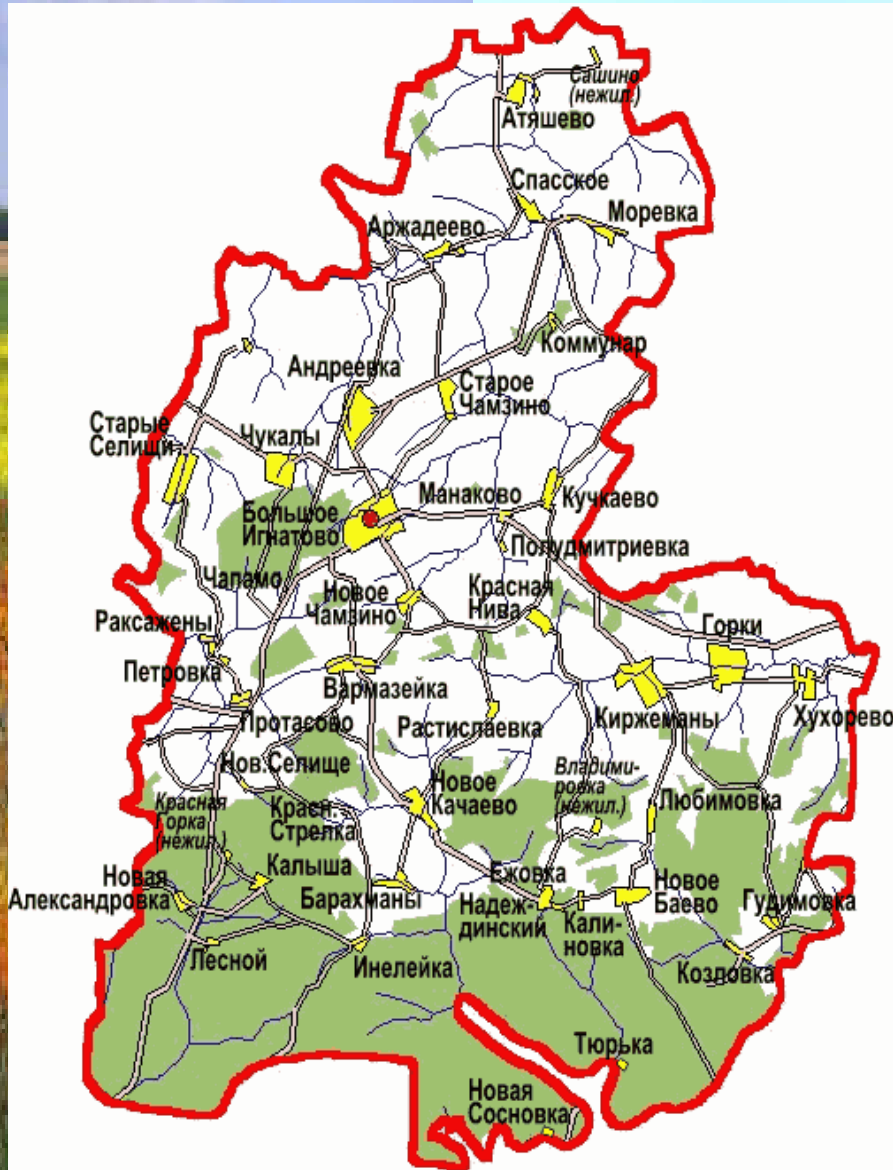 Сашино
(нежил.)
Атяшево
Спасское
Моревка
Аржадеево
Коммунар
Андреевка
Старое
Чамзино
Старые
Селищи
Чукалы
Манаково
Кучкаево
Большое
Игнатово
Полудмитриевка
Чапамо
Новое
Чамзино
Красная
Нива
Раксажены
Горки
Петровка
Вармазейка
Протасово
Растислаевка
Киржеманы
Хухорево
Нов.Селище
Новое
Качаево
Владими-
ровка
(нежил.)
Любимовка
Красная
Горка
(нежил.)
Красн.
Стрелка
Калыша
Новая
Александровка
Барахманы
Ежовка
Надеж-
динский
Кали-
новка
Новое
Баево
Гудимовка
Лесной
Инелейка
Козловка
Тюрька
Новая
Сосновка